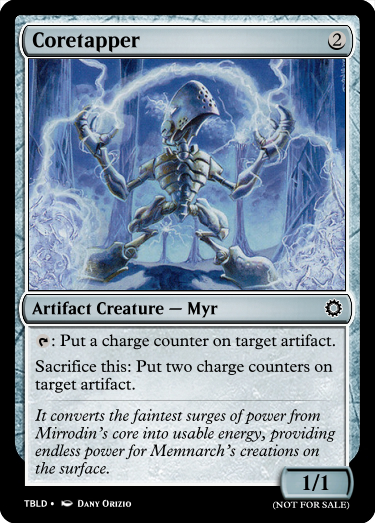 Coretapper 2
Artifact Creature — Myr
: Put a charge counter on target artifact.
Sacrifice this: Put two charge counters on
target artifact.
It converts the faintest surges of power from
Mirrodin's core into usable energy, providing
endless power for Memnarch's creations on
the surface.
1/1
TBLD • Dany Orizio
(NOT FOR SALE)